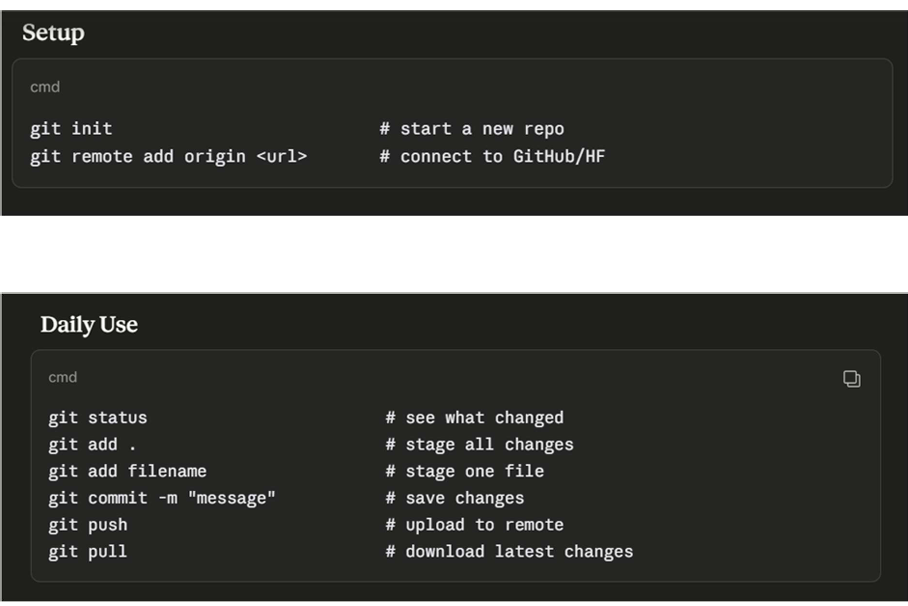 Setup
cmd
git init # start a new repo
git remote add origin <url> # connect to GitHub/HF
Daily Use
cmd
git status # see what changed
git add . # stage all changes
git add filename # stage one file
git commit -m "message" # save changes
git push # upload to remote
git pull # download latest changes